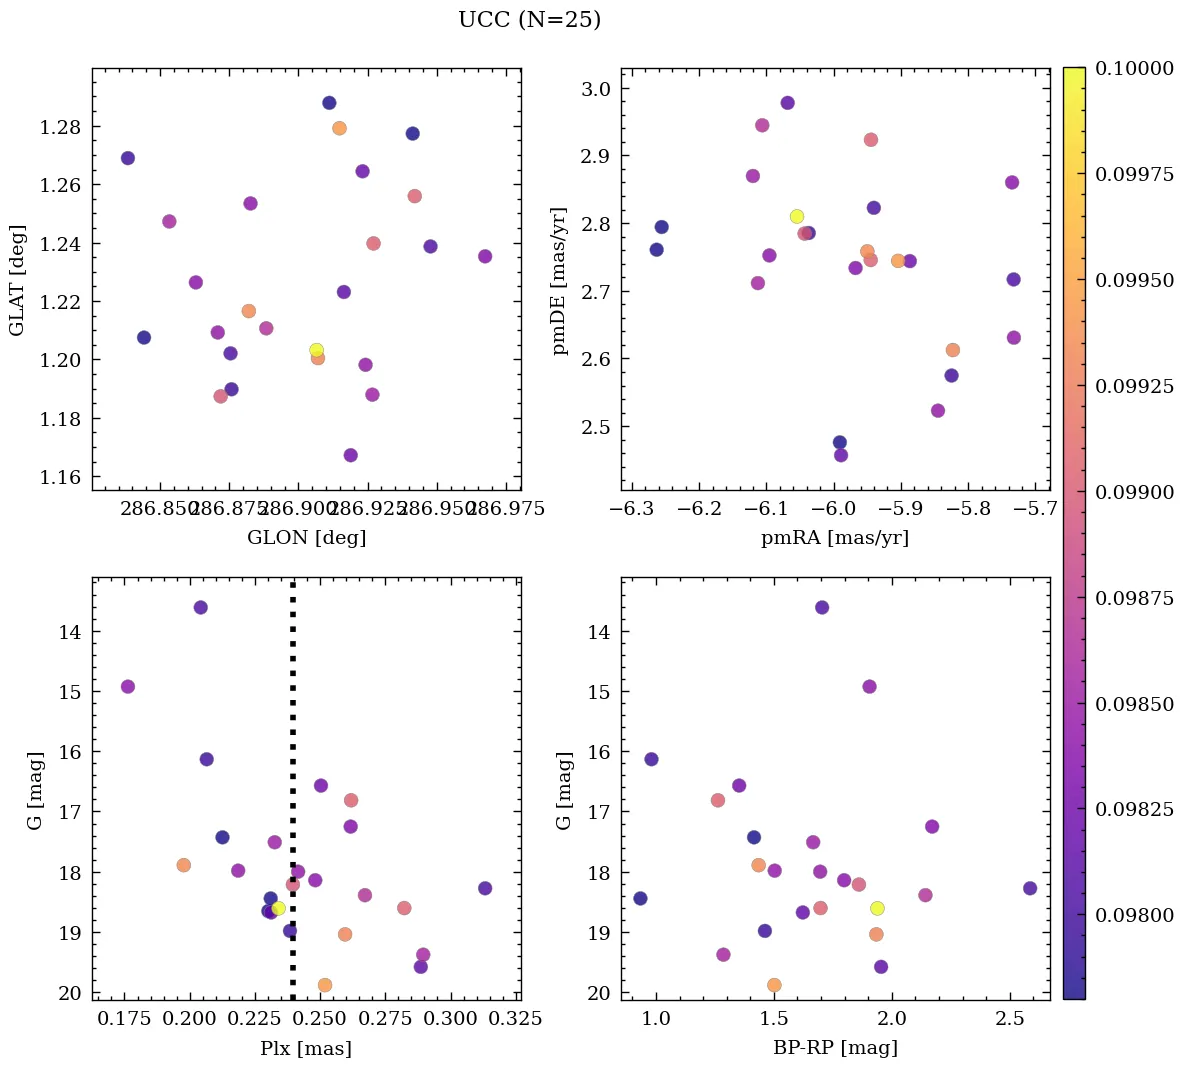 UCC (N=25)
1.28
1.26
1.24
1.22
1.20
1.18
1.16
GLAT [deg]
286.850 286.875 286.900 286.925 286.950 286.975
GLON [deg]
3.0
2.9
2.8
2.7
2.6
2.5
pmDE [mas/yr]
−6.3 −6.2 −6.1 −6.0 −5.9 −5.8 −5.7
pmRA [mas/yr]
14
15
16
17
18
19
20
G [mag]
0.175 0.200 0.225 0.250 0.275 0.300 0.325
Plx [mas]
14
15
16
17
18
19
20
G [mag]
1.0 1.5 2.0 2.5
BP-RP [mag]
0.10000
0.09975
0.09950
0.09925
0.09900
0.09875
0.09850
0.09825
0.09800